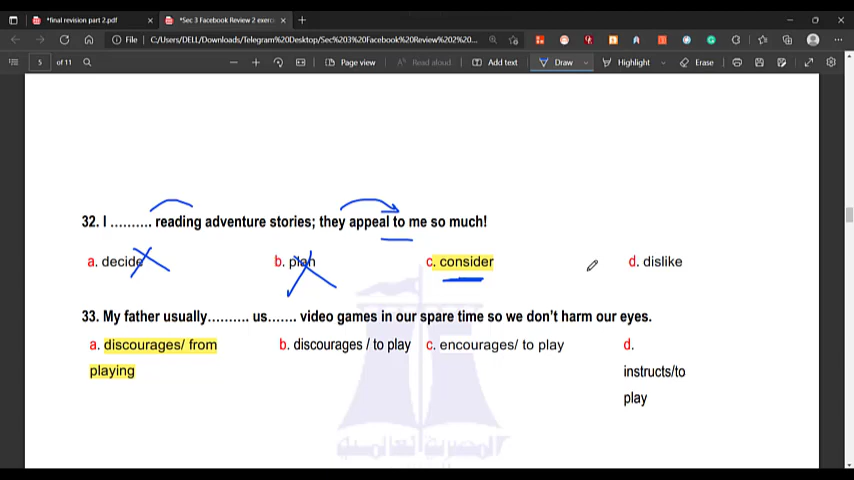 *final revision part 2.pdf
*Sec 3 Facebook Review 2 exerc
File
C:/Users/DELL/Downloads/Telegram%20Desktop/Sec%203%20Facebook%20Review%202%20...
5
of 11
Page view
Read aloud
Add text
Draw
Highlight
Erase
32. I .......... reading adventure stories; they appeal to me so much!
a. decide
b. plan
c. consider
d. dislike
33. My father usually.......... us....... video games in our spare time so we don't harm our eyes.
a. discourages/ from
playing
b. discourages / to play
c. encourages/ to play
d.
instructs/to
play
المصرية العالمية